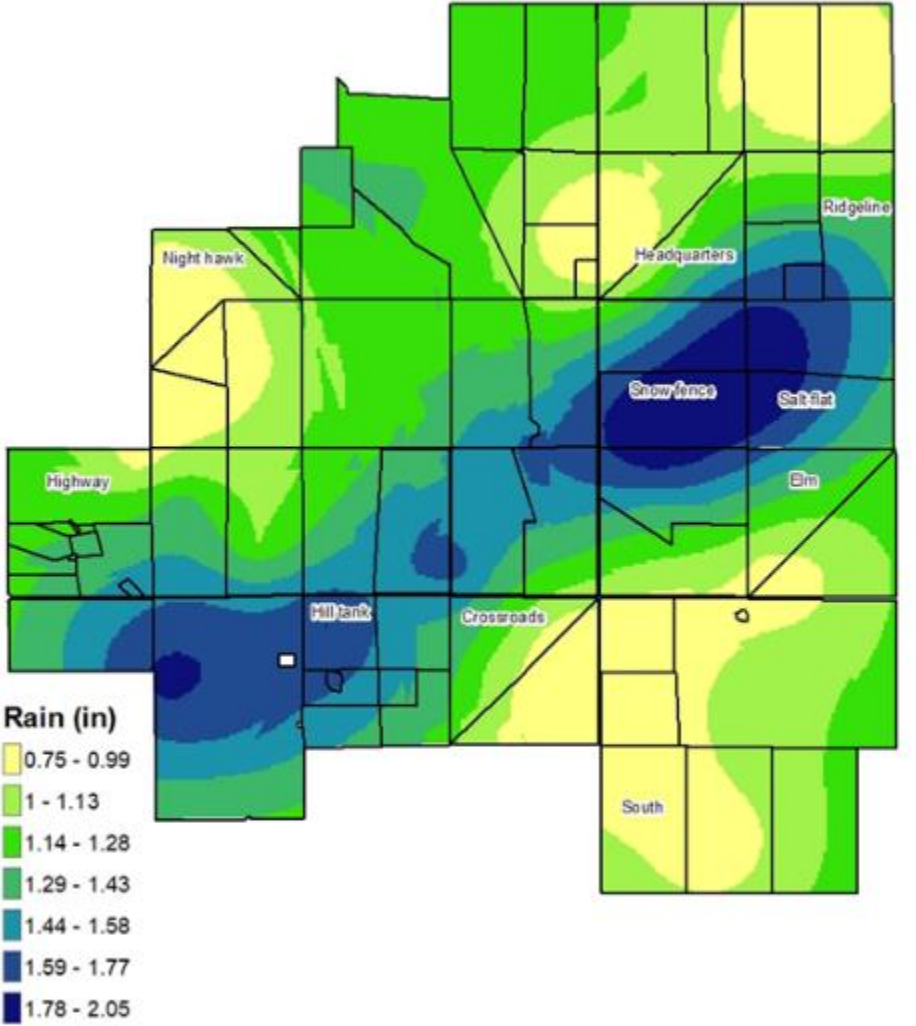 Ridgeline
Night hawk
Headquarters
Snow fence
Salt flat
Highway
Elm
Hill tank
Crossroads
Rain (in)
0.75 - 0.99
1 - 1.13
1.14 - 1.28
South
1.29 - 1.43
1.44 - 1.58
1.59 - 1.77
1.78 - 2.05